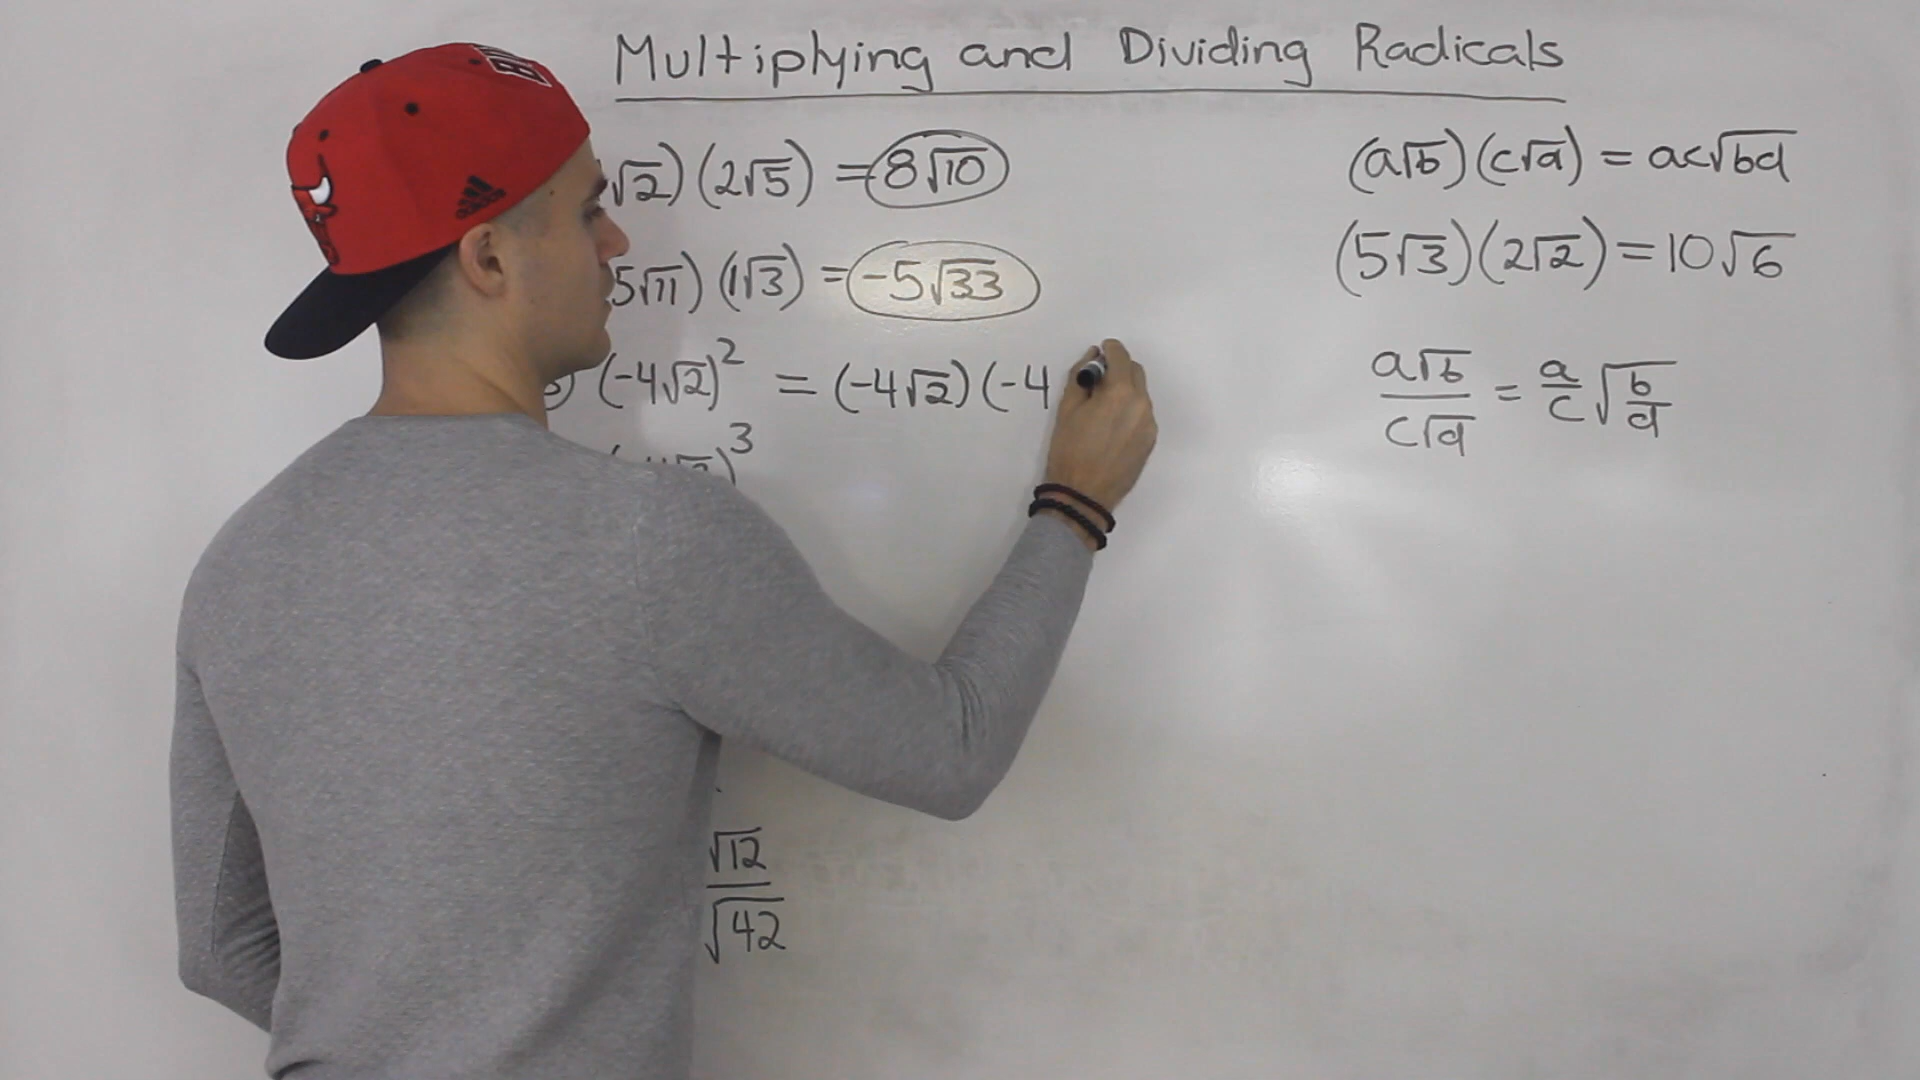 Multiplying and Dividing Radicals
√2)(2√5) = 8√10
5√11)(1√3) = -5√33
(-4√2)² = (-4√2)(-4
)³
√12
√42
(a√b)(c√d) = ac√bd
(5√3)(2√2) = 10√6
a√b
c√d
= a/c √b/d